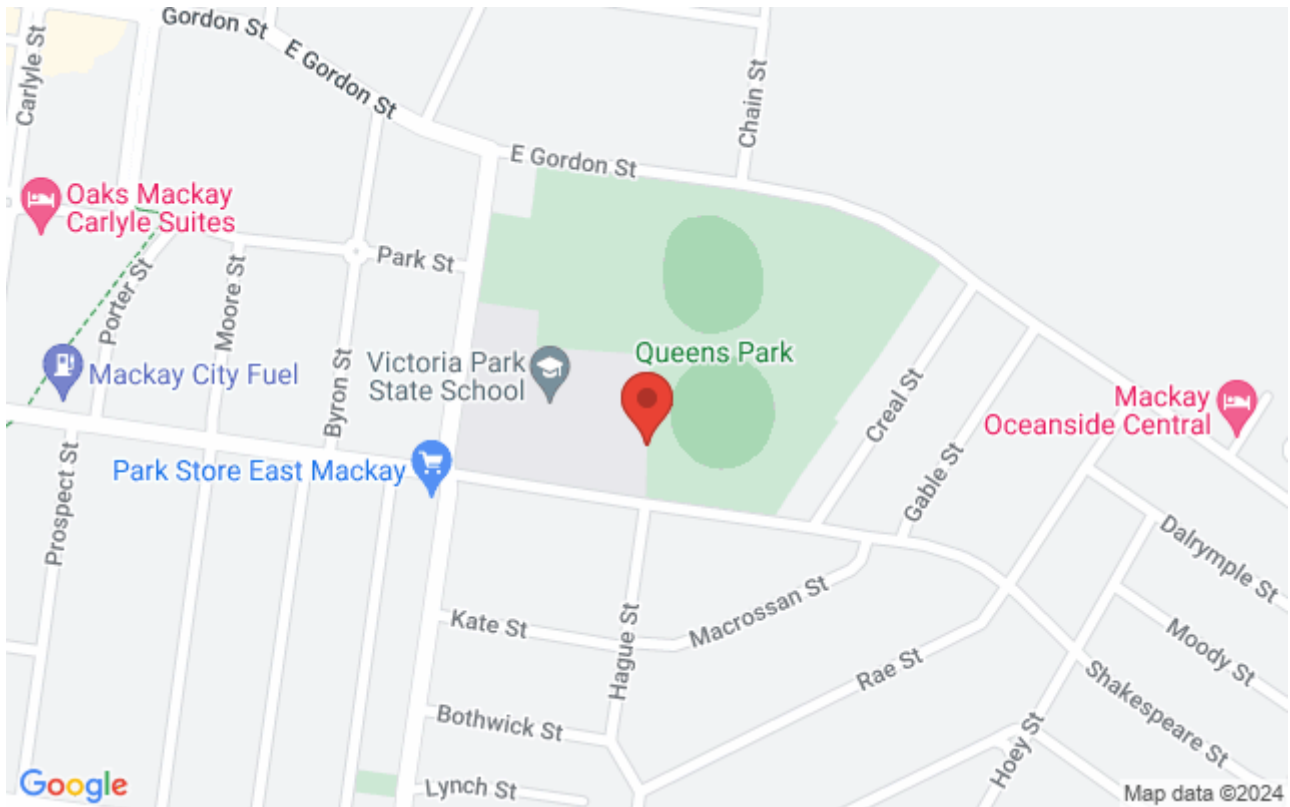 Gordon St
E Gordon St
Carlyle St
Chain St
E Gordon St
Oaks Mackay
Carlyle Suites
Park St
Porter St
Moore St
Byron St
Victoria Park
State School
Queens Park
Mackay City Fuel
Creal St
Gable St
Mackay
Oceanside Central
Park Store East Mackay
Prospect St
Dalrymple St
Kate St
Macrossan St
Hague St
Rae St
Moody St
Shakespeare St
Bothwick St
Hoey St
Lynch St
Google
Map data ©2024